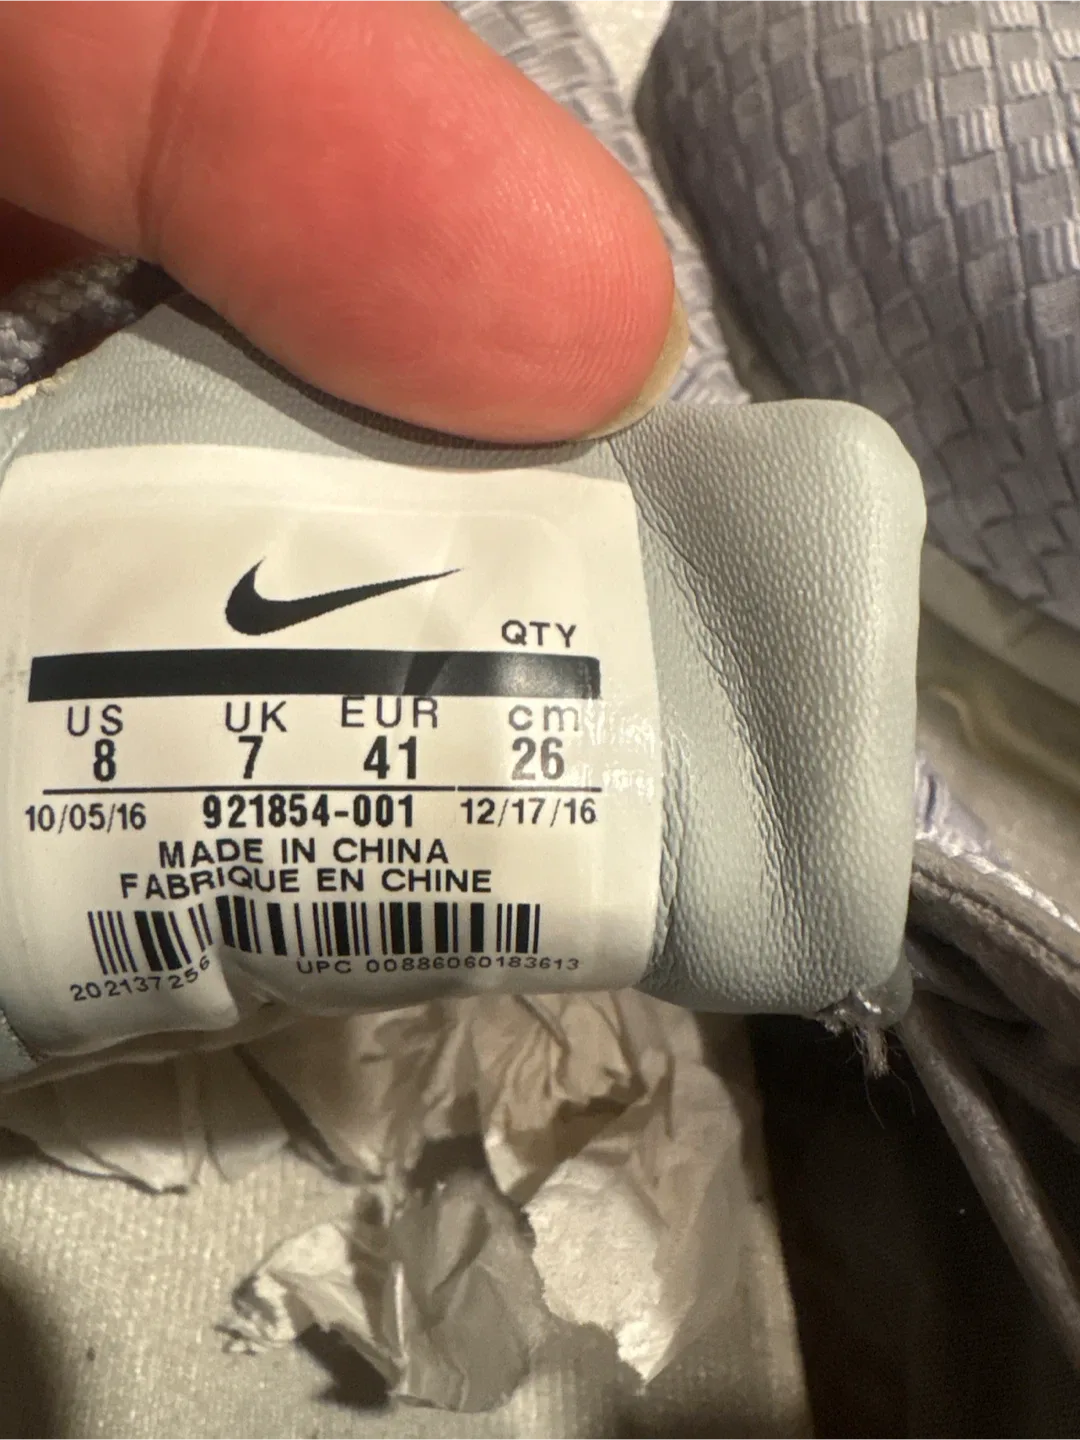 QTY
US UK EUR cm
8 7 41 26
10/05/16 921854-001 12/17/16
MADE IN CHINA
FABRIQUE EN CHINE
202137256 UPC 00886060183613